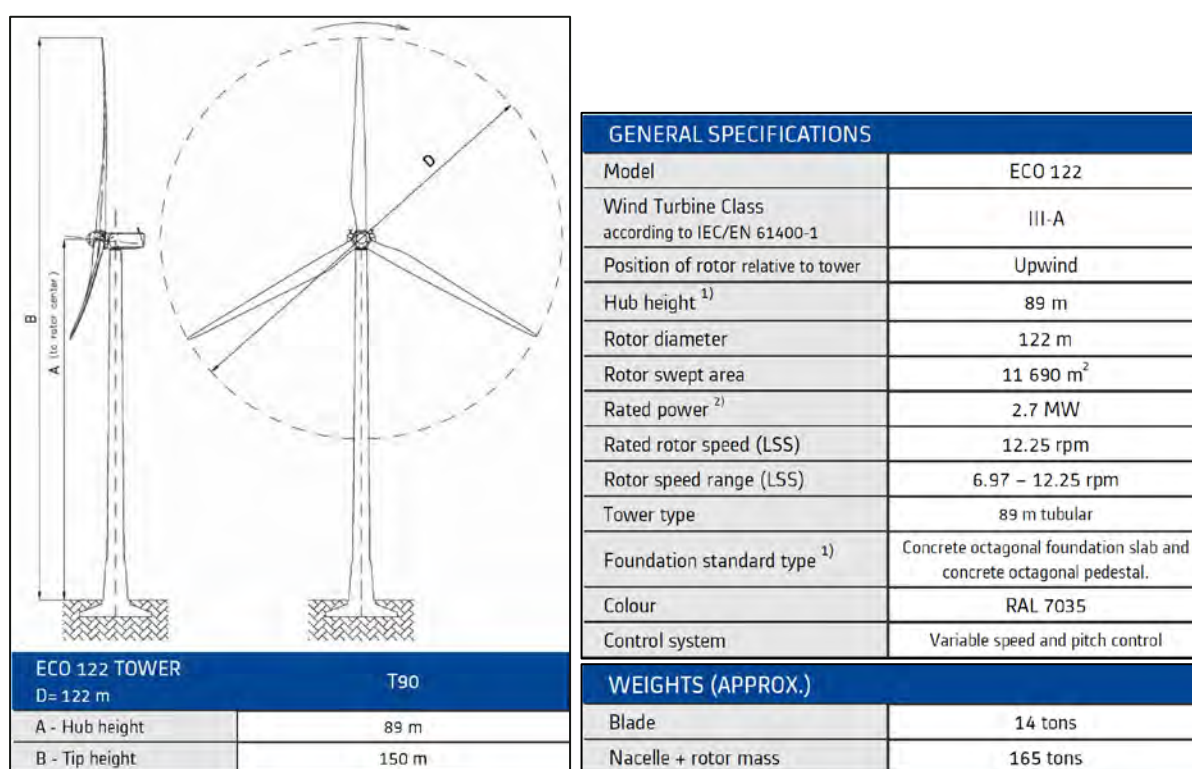 D
B
A (to rotor center)
ECO 122 TOWER
D= 122 m
T90
A - Hub height 89 m
B - Tip height 150 m
GENERAL SPECIFICATIONS
Model ECO 122
Wind Turbine Class
according to IEC/EN 61400-1
III-A
Position of rotor relative to tower Upwind
Hub height 1) 89 m
Rotor diameter 122 m
Rotor swept area 11 690 m²
Rated power 2) 2.7 MW
Rated rotor speed (LSS) 12.25 rpm
Rotor speed range (LSS) 6.97 – 12.25 rpm
Tower type 89 m tubular
Foundation standard type 1)
Concrete octagonal foundation slab and
concrete octagonal pedestal.
Colour RAL 7035
Control system Variable speed and pitch control
WEIGHTS (APPROX.)
Blade 14 tons
Nacelle + rotor mass 165 tons